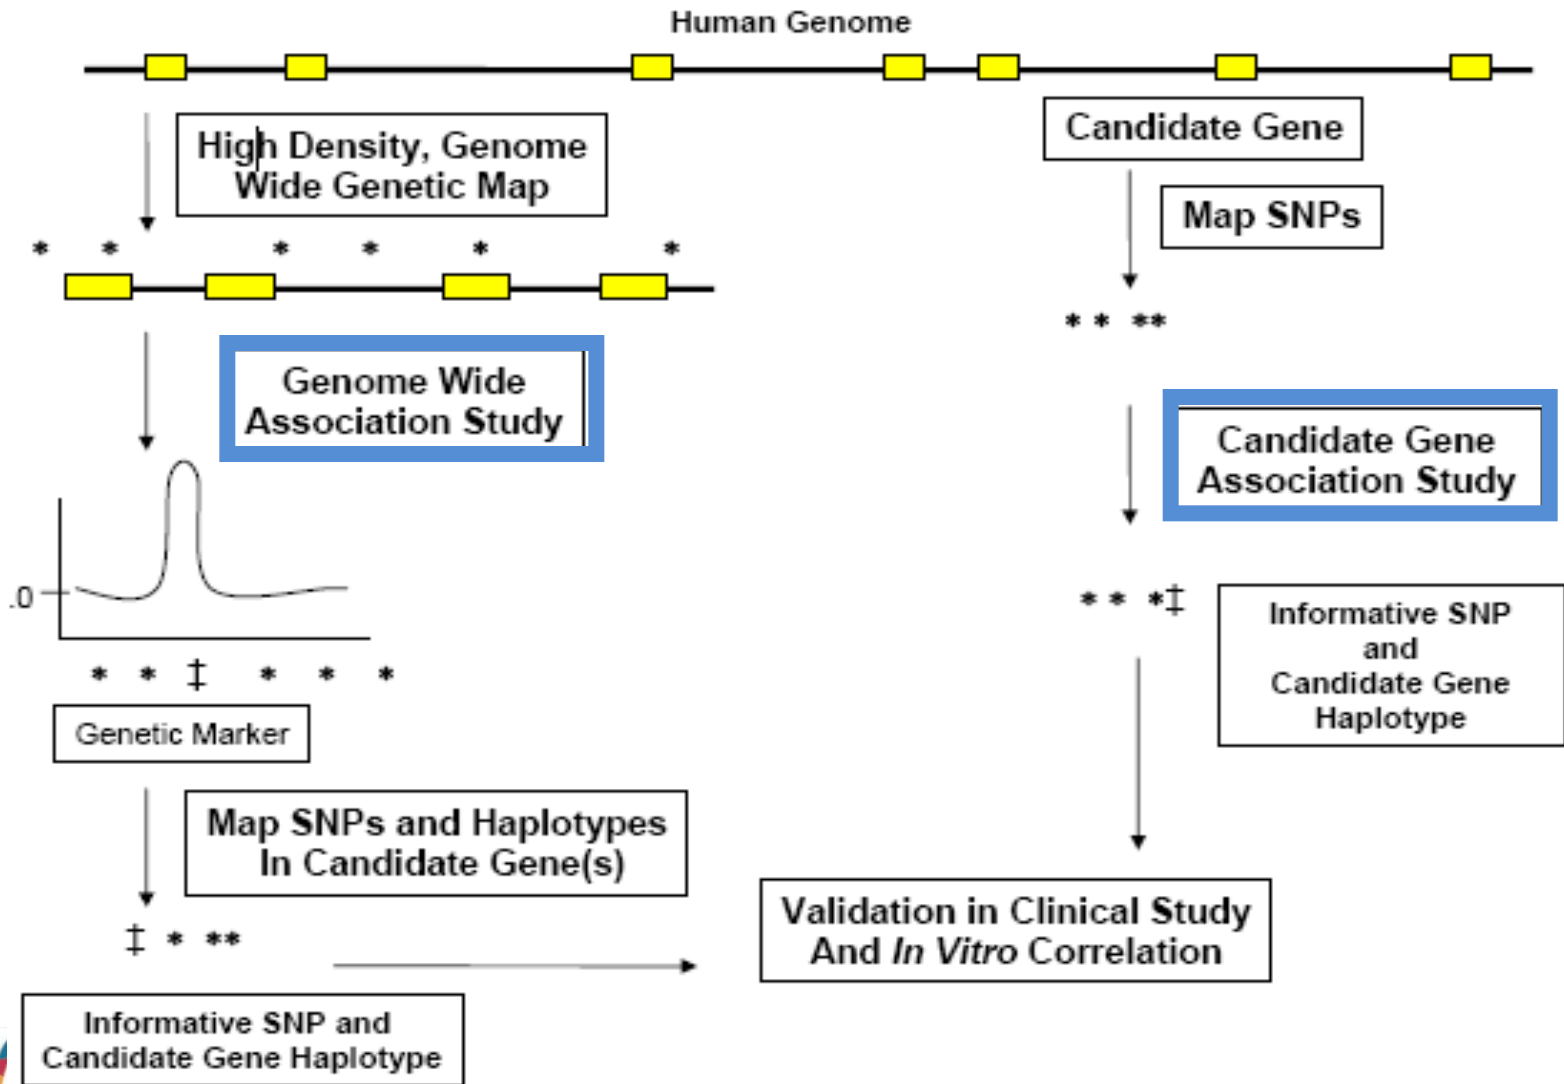 Human Genome
High Density, Genome
Wide Genetic Map
* * * * * *
Genome Wide
Association Study
.0
* * ‡ * * *
Genetic Marker
Map SNPs and Haplotypes
In Candidate Gene(s)
‡ * **
Informative SNP and
Candidate Gene Haplotype
Candidate Gene
Map SNPs
* * **
Candidate Gene
Association Study
* * *‡
Informative SNP
and
Candidate Gene
Haplotype
Validation in Clinical Study
And In Vitro Correlation